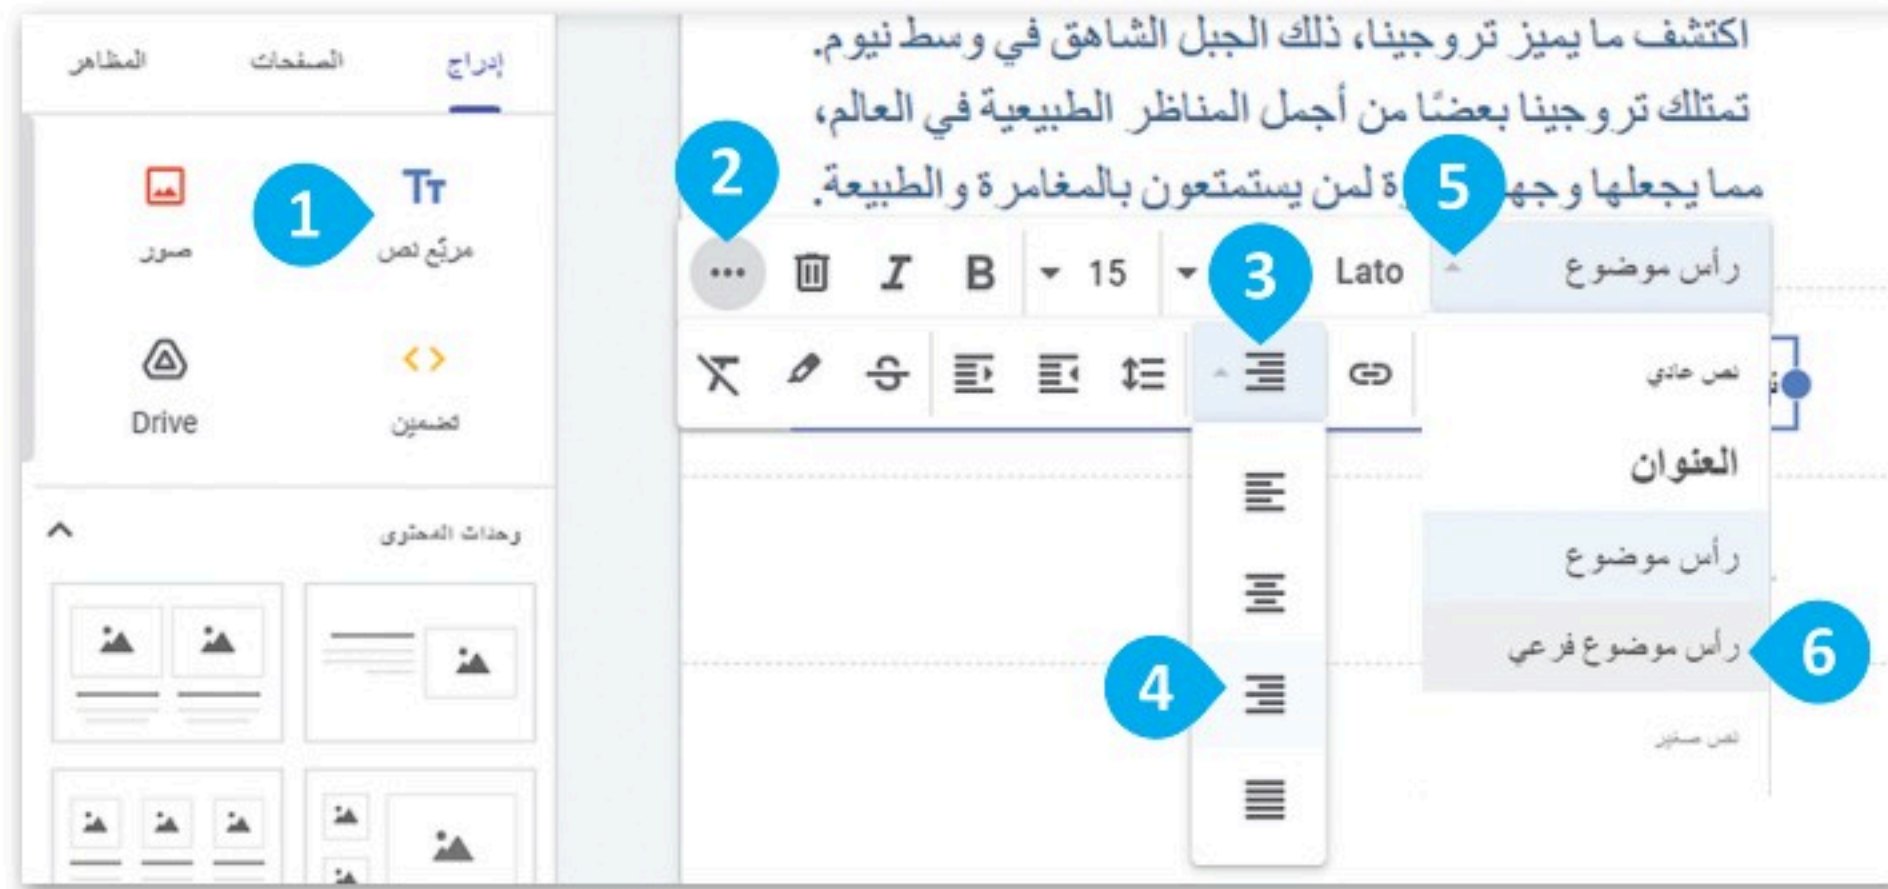 إدراج
الصفحات
المظاهر
1
مربّع نص
صور
تضمين
Drive
وحدات المحتوى
اكتشف ما يميز تروجينا، ذلك الجبل الشاهق في وسط نيوم.
تمتلك تروجينا بعضًا من أجمل المناظر الطبيعية في العالم،
مما يجعلها لمن يستمتعون بالمغامرة والطبيعة.
2
5
رأس موضوع
Lato
3
15
B
I
نص عادي
العنوان
رأس موضوع
رأس موضوع فرعي
6
4
نص صغير